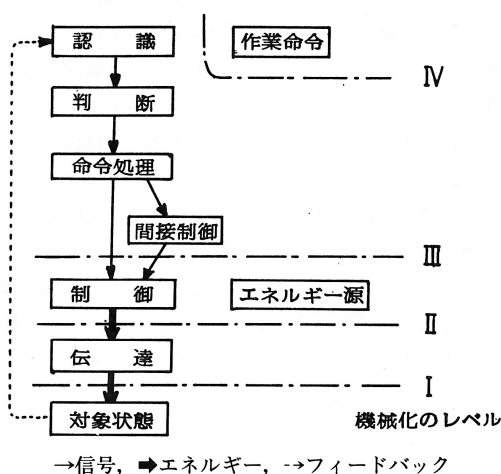 認識
作業命令
Ⅳ
判断
命令処理
間接制御
Ⅲ
制御
エネルギー源
Ⅱ
伝達
Ⅰ
対象状態
機械化のレベル
→信号, ➡エネルギー, ⇢フィードバック